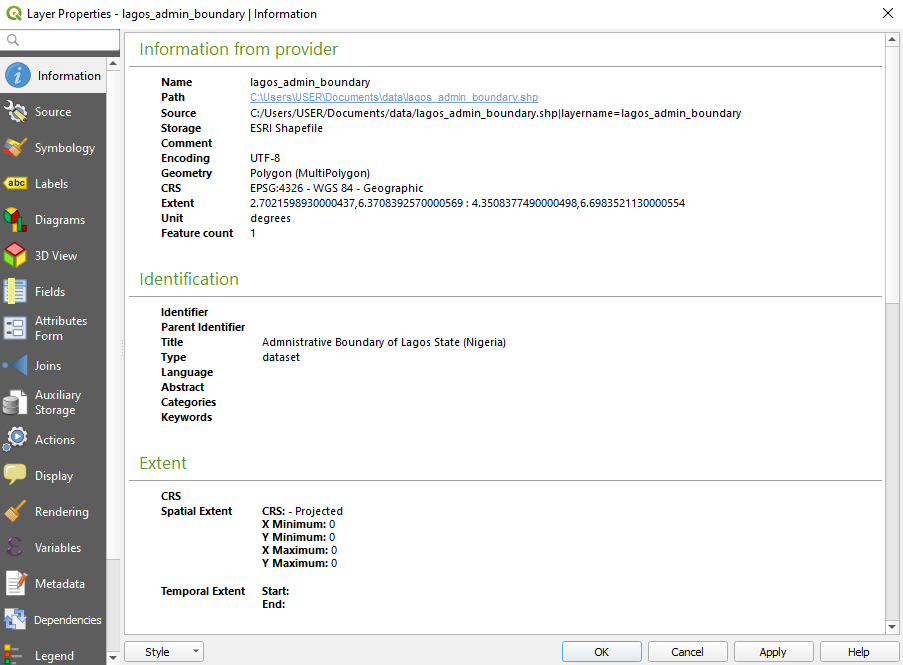 Layer Properties - lagos_admin_boundary | Information
Information
Source
Symbology
abc Labels
Diagrams
3D View
Fields
Attributes
Form
Joins
Auxiliary
Storage
Actions
Display
Rendering
Variables
Metadata
Dependencies
Legend
Information from provider
Name lagos_admin_boundary
Path C:\Users\USER\Documents\data\lagos_admin_boundary.shp
Source C:/Users/USER/Documents/data/lagos_admin_boundary.shp|layername=lagos_admin_boundary
Storage ESRI Shapefile
Comment
Encoding UTF-8
Geometry Polygon (MultiPolygon)
CRS EPSG:4326 - WGS 84 - Geographic
Extent 2.7021598930000437,6.3708392570000569 : 4.3508377490000498,6.6983521130000554
Unit degrees
Feature count 1
Identification
Identifier
Parent Identifier
Title Admnistrative Boundary of Lagos State (Nigeria)
Type dataset
Language
Abstract
Categories
Keywords
Extent
CRS
Spatial Extent CRS: - Projected
X Minimum: 0
Y Minimum: 0
X Maximum: 0
Y Maximum: 0
Temporal Extent Start:
End:
Style OK Cancel Apply Help